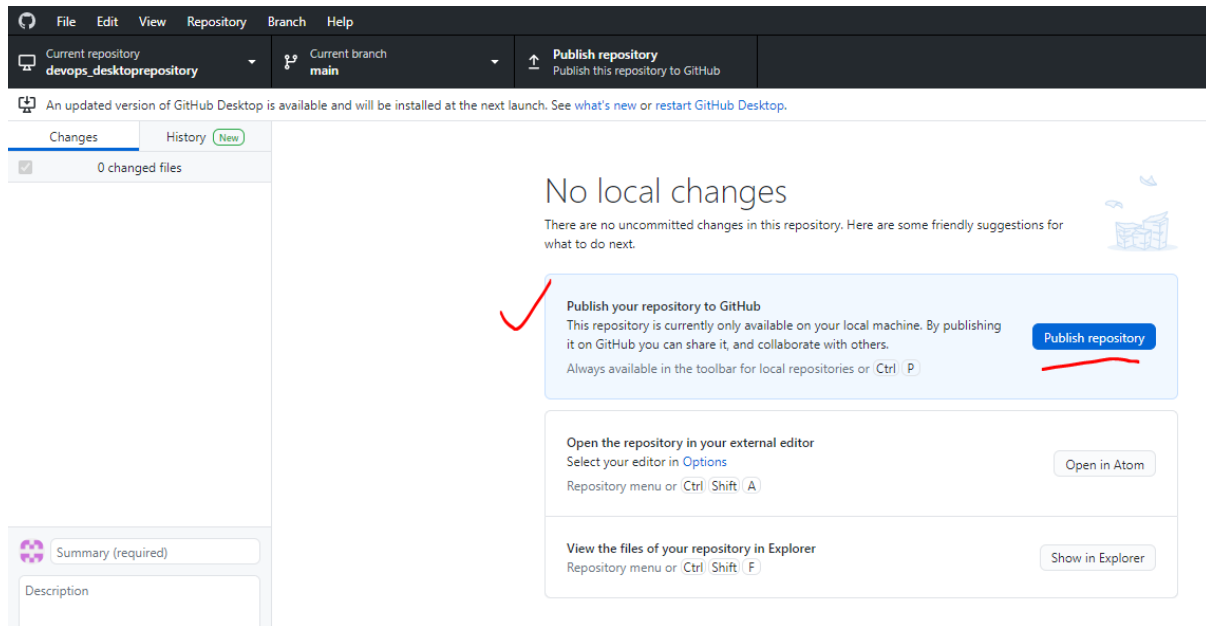 File Edit View Repository Branch Help
Current repository
devops_desktoprepository
Current branch
main
Publish repository
Publish this repository to GitHub
An updated version of GitHub Desktop is available and will be installed at the next launch. See what's new or restart GitHub Desktop.
Changes
History New
0 changed files
No local changes
There are no uncommitted changes in this repository. Here are some friendly suggestions for
what to do next.
Publish your repository to GitHub
This repository is currently only available on your local machine. By publishing
it on GitHub you can share it, and collaborate with others.
Always available in the toolbar for local repositories or Ctrl P
Publish repository
Open the repository in your external editor
Select your editor in Options
Repository menu or Ctrl Shift A
Open in Atom
View the files of your repository in Explorer
Repository menu or Ctrl Shift F
Show in Explorer
Summary (required)
Description